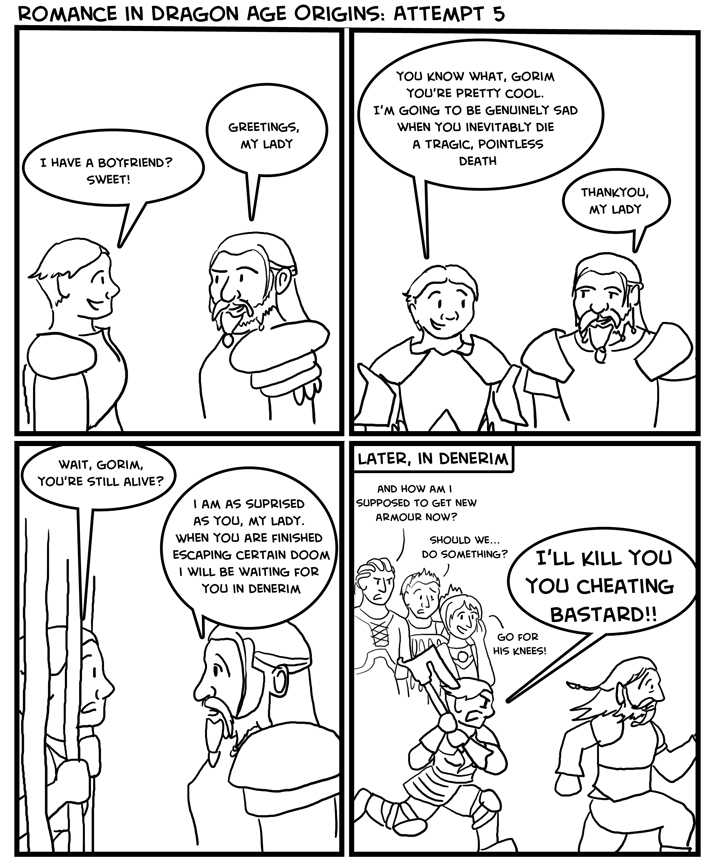 ROMANCE IN DRAGON AGE ORIGINS: ATTEMPT 5
I HAVE A BOYFRIEND?
SWEET!
GREETINGS,
MY LADY
YOU KNOW WHAT, GORIM
YOU'RE PRETTY COOL.
I'M GOING TO BE GENUINELY SAD
WHEN YOU INEVITABLY DIE
A TRAGIC, POINTLESS
DEATH
THANKYOU,
MY LADY
WAIT, GORIM,
YOU'RE STILL ALIVE?
I AM AS SUPRISED
AS YOU, MY LADY.
WHEN YOU ARE FINISHED
ESCAPING CERTAIN DOOM
I WILL BE WAITING FOR
YOU IN DENERIM
LATER, IN DENERIM
AND HOW AM I
SUPPOSED TO GET NEW
ARMOUR NOW?
SHOULD WE...
DO SOMETHING?
I'LL KILL YOU
YOU CHEATING
BASTARD!!
GO FOR
HIS KNEES!